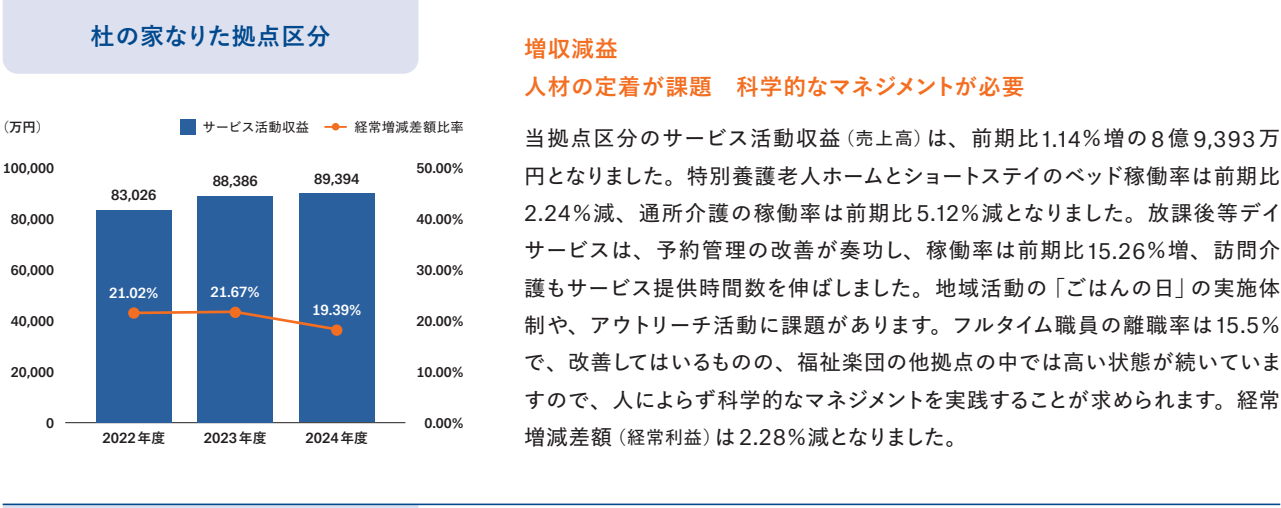 杜の家なりた拠点区分
(万円)
サービス活動収益 経常増減差額比率
100,000
80,000
60,000
40,000
20,000
0
50.00%
40.00%
30.00%
20.00%
10.00%
0.00%
83,026
88,386
89,394
21.02%
21.67%
19.39%
2022年度 2023年度 2024年度
増収減益
人材の定着が課題 科学的なマネジメントが必要
当拠点区分のサービス活動収益(売上高)は、前期比1.14%増の8億9,393万
円となりました。特別養護老人ホームとショートステイのベッド稼働率は前期比
2.24%減、通所介護の稼働率は前期比5.12%減となりました。放課後等デイ
サービスは、予約管理の改善が奏功し、稼働率は前期比15.26%増、訪問介
護もサービス提供時間数を伸ばしました。地域活動の「ごはんの日」の実施体
制や、アウトリーチ活動に課題があります。フルタイム職員の離職率は15.5%
で、改善してはいるものの、福祉楽団の他拠点の中では高い状態が続いていま
すので、人によらず科学的なマネジメントを実践することが求められます。経常
増減差額(経常利益)は2.28%減となりました。